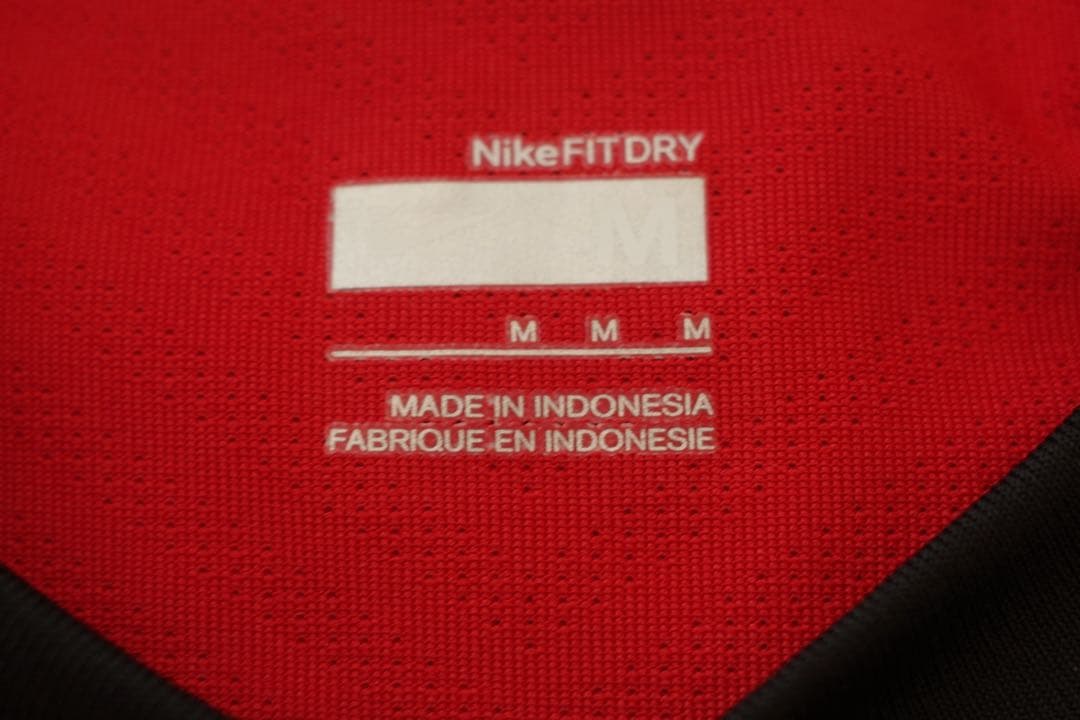 NikeFITDRY
M
M M M
MADE IN INDONESIA
FABRIQUE EN INDONESIE